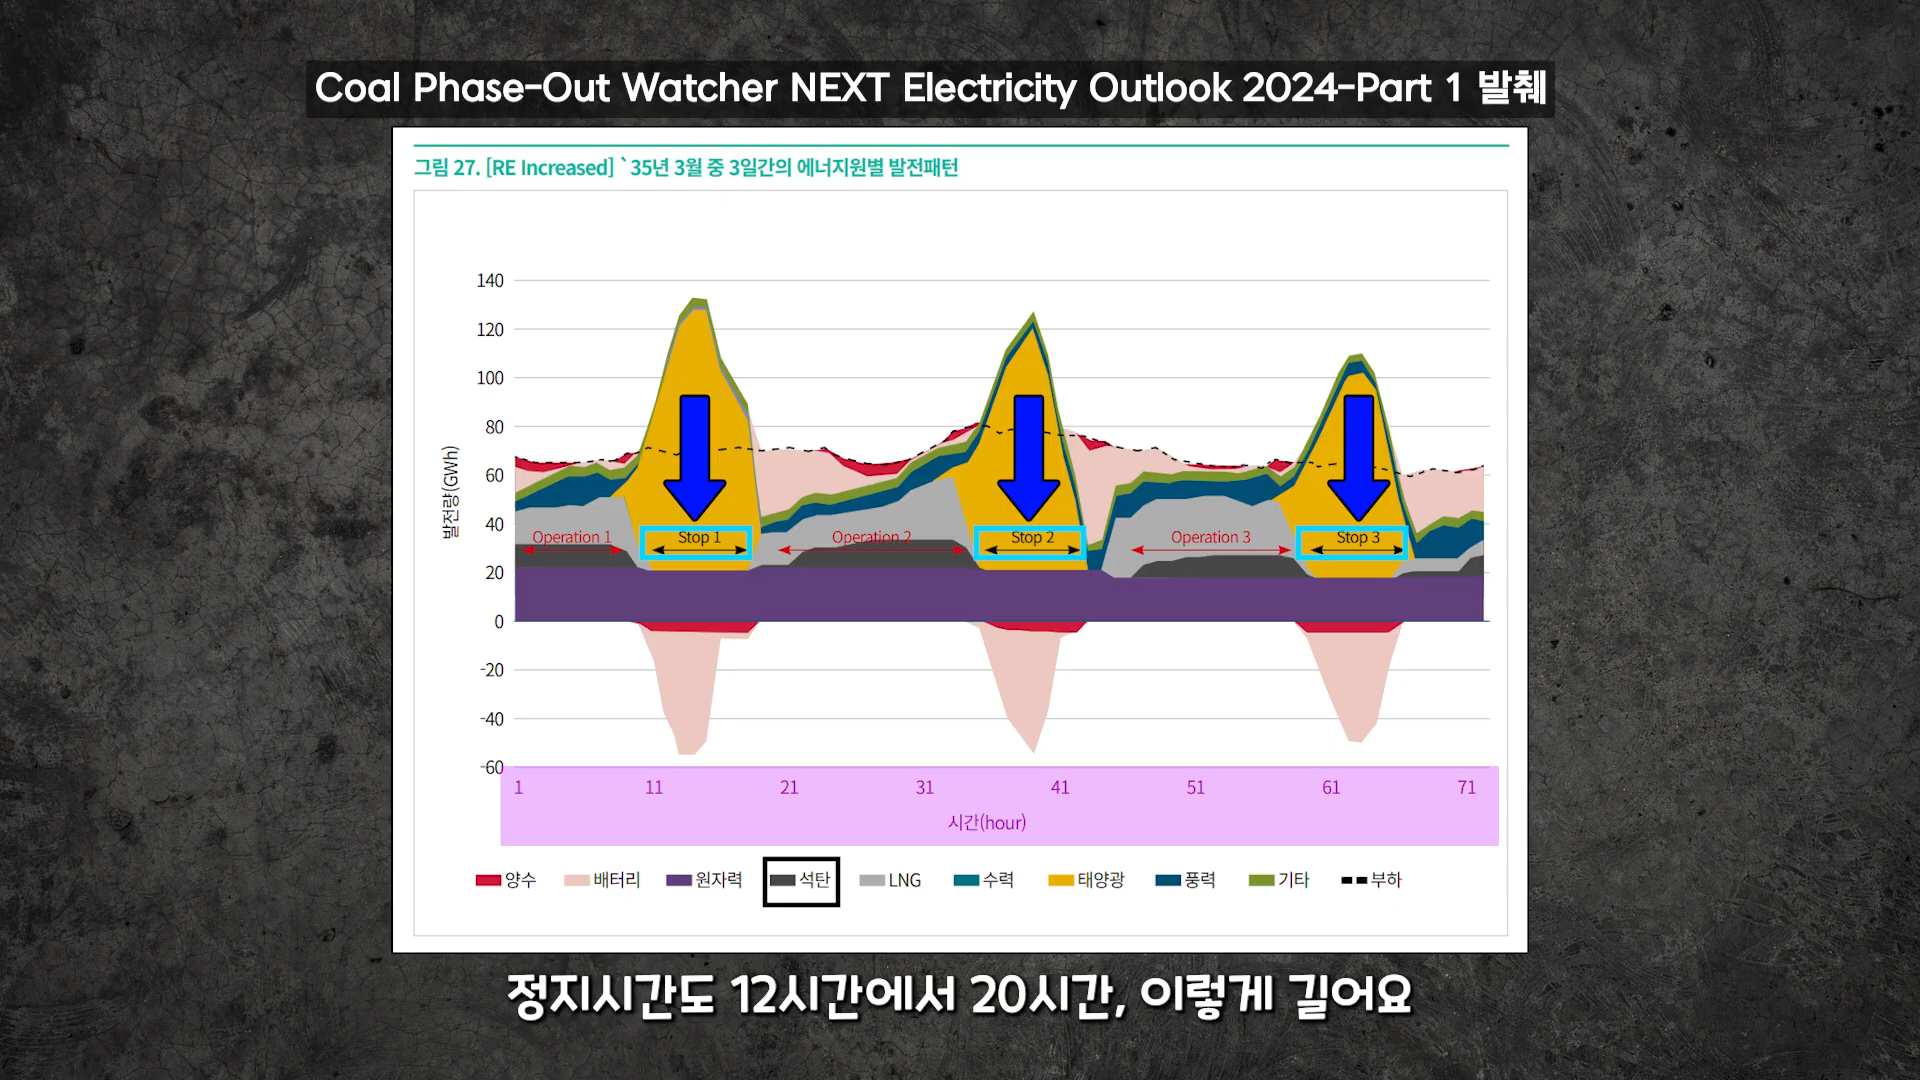 Coal Phase-Out Watcher NEXT Electricity Outlook 2024-Part 1 발췌
그림 27. [RE Increased] `35년 3월 중 3일간의 에너지원별 발전패턴
발전량(GWh)
140
120
100
80
60
40
20
0
-20
-40
-60
Operation 1
Stop 1
Operation 2
Stop 2
Operation 3
Stop 3
1 11 21 31 41 51 61 71
시간(hour)
양수 배터리 원자력 석탄 LNG 수력 태양광 풍력 기타 부하
정지시간도 12시간에서 20시간, 이렇게 길어요